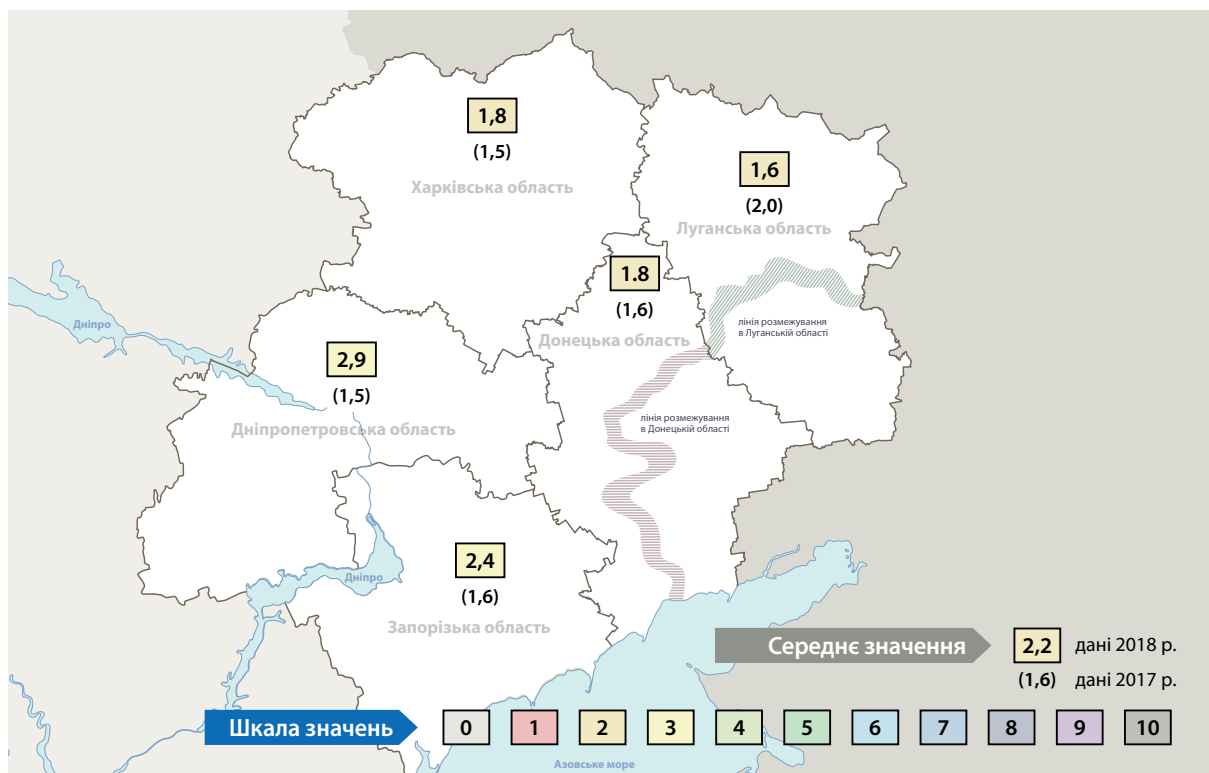 1,8
(1,5)
Харківська область
1,6
(2,0)
Луганська область
1.8
(1,6)
Донецька область
лінія розмежування
в Луганській області
Дніпро
2,9
(1,5)
Дніпропетровська область
лінія розмежування
в Донецькій області
2,4
(1,6)
Дніпро
Запорізька область
Середнє значення
2,2 дані 2018 р.
(1,6) дані 2017 р.
Шкала значень
0 1 2 3 4 5 6 7 8 9 10
Азовське море